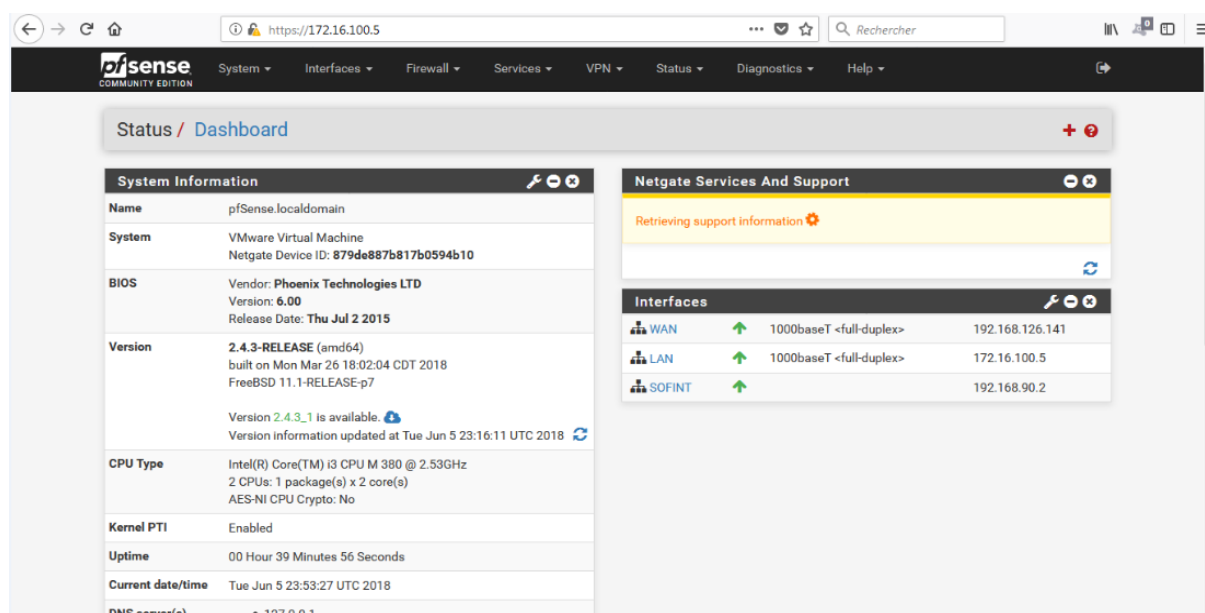 https://172.16.100.5
Rechercher
0
pfsense
COMMUNITY EDITION
System
Interfaces
Firewall
Services
VPN
Status
Diagnostics
Help
Status / Dashboard
System Information
Name pfSense.localdomain
System VMware Virtual Machine
Netgate Device ID: 879de887b817b0594b10
BIOS Vendor: Phoenix Technologies LTD
Version: 6.00
Release Date: Thu Jul 2 2015
Version 2.4.3-RELEASE (amd64)
built on Mon Mar 26 18:02:04 CDT 2018
FreeBSD 11.1-RELEASE-p7
Version 2.4.3_1 is available.
Version information updated at Tue Jun 5 23:16:11 UTC 2018
CPU Type Intel(R) Core(TM) i3 CPU M 380 @ 2.53GHz
2 CPUs: 1 package(s) x 2 core(s)
AES-NI CPU Crypto: No
Kernel PTI Enabled
Uptime 00 Hour 39 Minutes 56 Seconds
Current date/time Tue Jun 5 23:53:27 UTC 2018
DNS server(s) 127.0.0.1
Netgate Services And Support
Retrieving support information
Interfaces
WAN 1000baseT <full-duplex> 192.168.126.141
LAN 1000baseT <full-duplex> 172.16.100.5
SOFINT 192.168.90.2